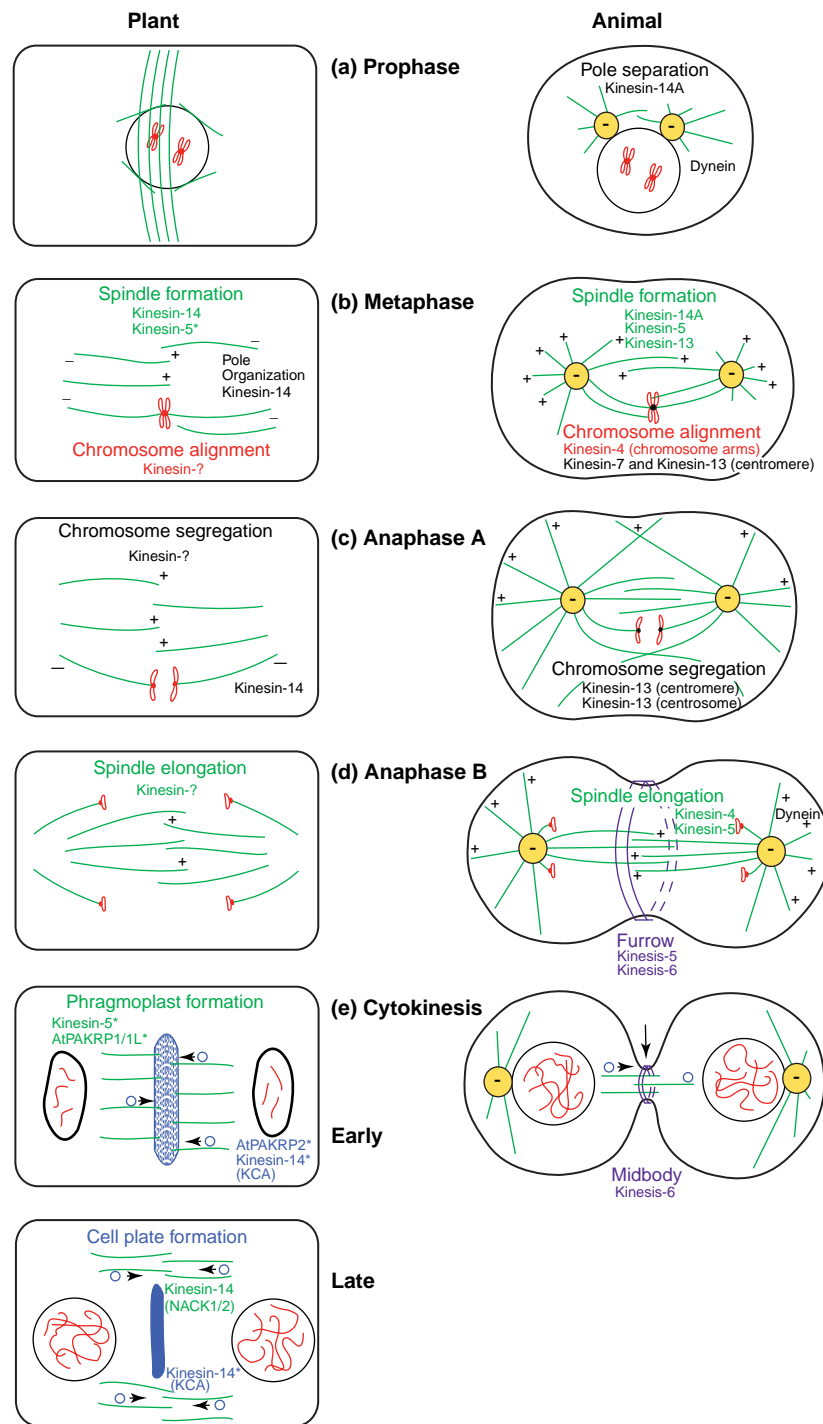 Plant
Animal
(a) Prophase
Pole separation
Kinesin-14A
-
-
Dynein
(b) Metaphase
Spindle formation
Kinesin-14
Kinesin-5*
–
–
+
+
–
–
Pole
Organization
Kinesin-14
Chromosome alignment
Kinesin-?
Spindle formation
Kinesin-14A
Kinesin-5
Kinesin-13
+
+
+
+
+
+
+
+
+
+
-
-
Chromosome alignment
Kinesin-4 (chromosome arms)
Kinesin-7 and Kinesin-13 (centromere)
(c) Anaphase A
Chromosome segregation
Kinesin-?
+
+
+
–
–
Kinesin-14
+
+
+
+
+
+
-
-
Chromosome segregation
Kinesin-13 (centromere)
Kinesin-13 (centrosome)
(d) Anaphase B
Spindle elongation
Kinesin-?
+
+
Spindle elongation
Kinesin-4
Kinesin-5
Dynein
+
+
+
+
+
+
+
+
+
+
+
-
-
Furrow
Kinesis-5
Kinesis-6
(e) Cytokinesis
Phragmoplast formation
Kinesin-5*
AtPAKRP1/1L*
AtPAKRP2*
Kinesin-14*
(KCA)
Early
-
-
Midbody
Kinesis-6
Cell plate formation
Late
Kinesin-14
(NACK1/2)
Kinesin-14*
(KCA)